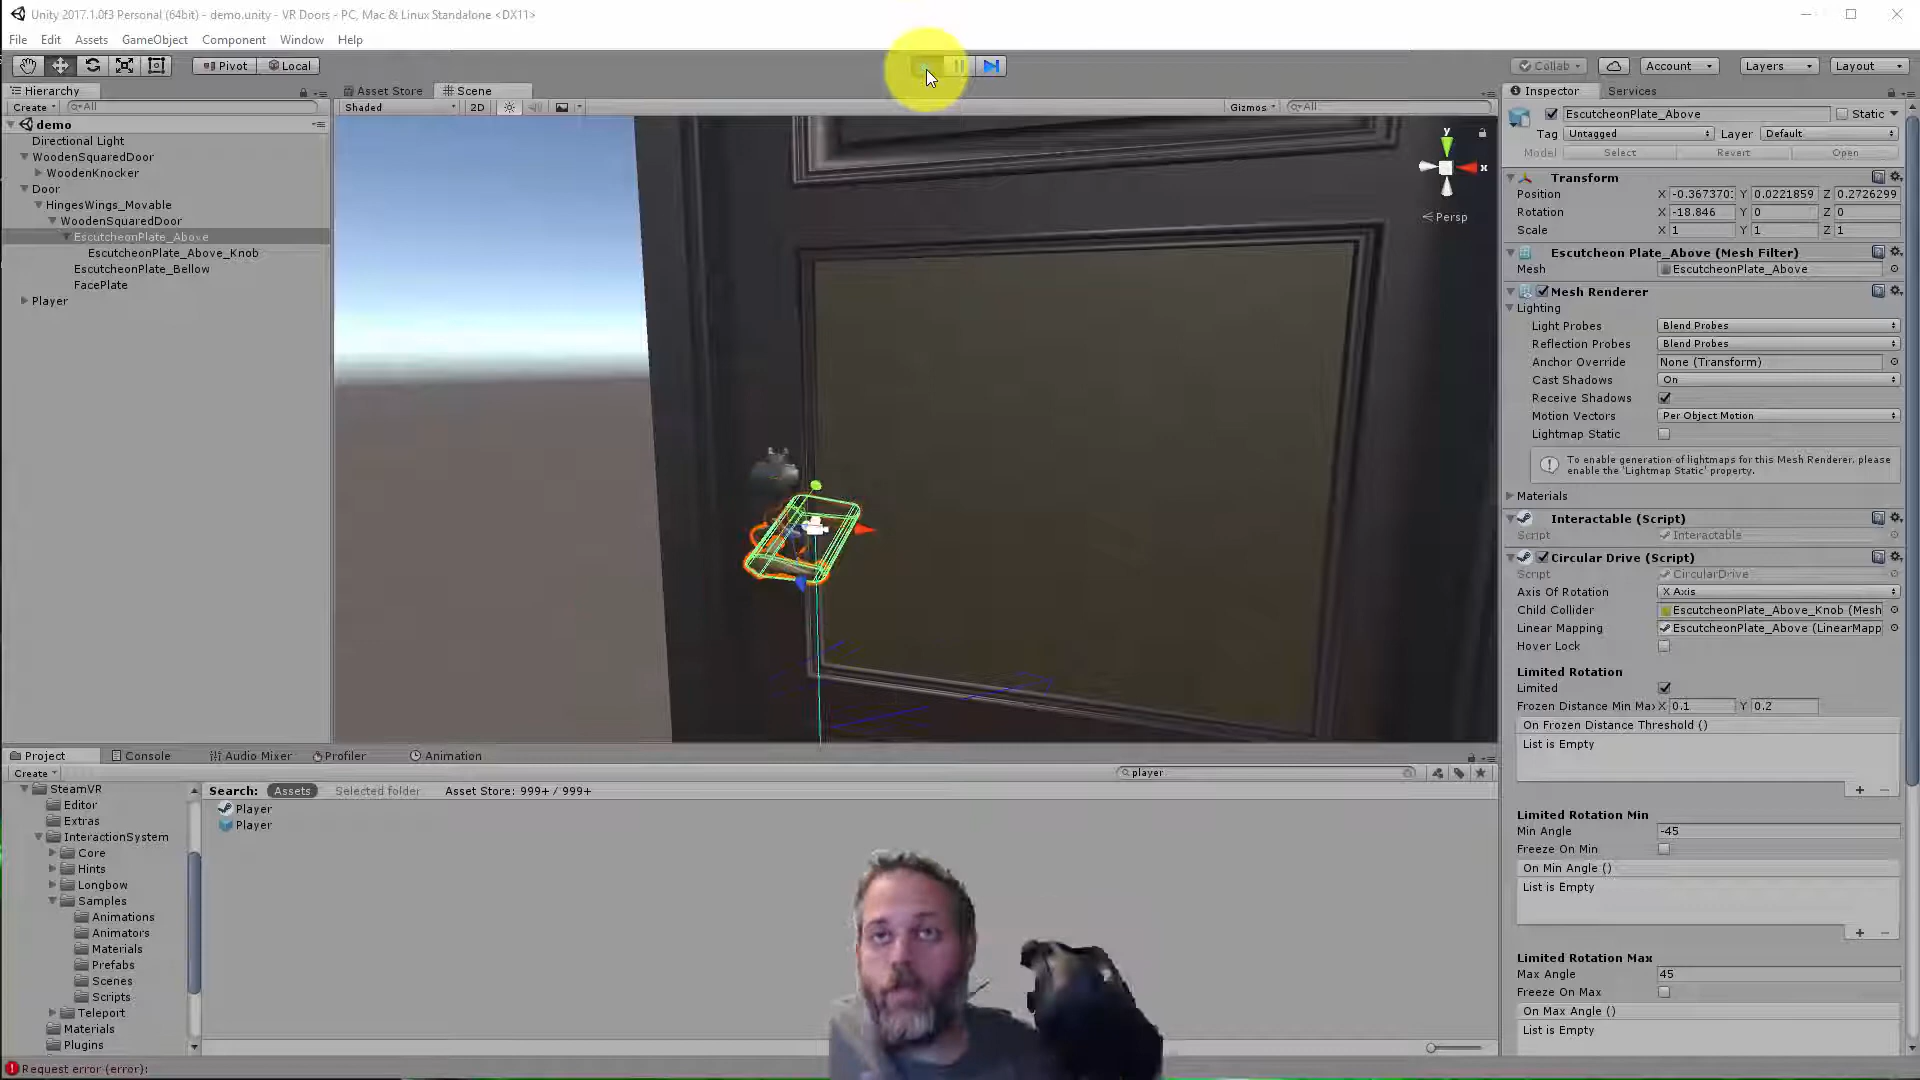 Unity 2017.1.0f3 Personal (64bit) - demo.unity - VR Doors - PC, Mac & Linux Standalone <DX11>
File Edit Assets GameObject Component Window Help
Pivot Local Collab Account Layers Layout
Hierarchy Asset Store Scene Inspector Services
Create All Shaded 2D Gizmos All
demo
Directional Light
WoodenSquaredDoor
WoodenKnocker
Door
HingesWings_Movable
WoodenSquaredDoor
EscutcheonPlate_Above
EscutcheonPlate_Above_Knob
EscutcheonPlate_Bellow
FacePlate
Player
y
x
Persp
EscutcheonPlate_Above Static
Tag Untagged Layer Default
Model Select Revert Open
Transform
Position X -0.367370 Y 0.0221859 Z 0.2726299
Rotation X -18.846 Y 0 Z 0
Scale X 1 Y 1 Z 1
Escutcheon Plate_Above (Mesh Filter)
Mesh EscutcheonPlate_Above
Mesh Renderer
Lighting
Light Probes Blend Probes
Reflection Probes Blend Probes
Anchor Override None (Transform)
Cast Shadows On
Receive Shadows
Motion Vectors Per Object Motion
Lightmap Static
To enable generation of lightmaps for this Mesh Renderer, please
enable the 'Lightmap Static' property.
Materials
Interactable (Script)
Script Interactable
Circular Drive (Script)
Script CircularDrive
Axis Of Rotation X Axis
Child Collider EscutcheonPlate_Above_Knob (Mesh
Linear Mapping EscutcheonPlate_Above (LinearMapp
Hover Lock
Limited Rotation
Limited
Frozen Distance Min Max X 0.1 Y 0.2
On Frozen Distance Threshold ()
List is Empty
Limited Rotation Min
Min Angle -45
Freeze On Min
On Min Angle ()
List is Empty
Limited Rotation Max
Max Angle 45
Freeze On Max
On Max Angle ()
List is Empty
Project Console Audio Mixer Profiler Animation
Create player
SteamVR
Editor
Extras
InteractionSystem
Core
Hints
Longbow
Samples
Animations
Animators
Materials
Prefabs
Scenes
Scripts
Teleport
Materials
Plugins
Search: Assets Selected folder Asset Store: 999+ / 999+
Player
Player
Request error (error):